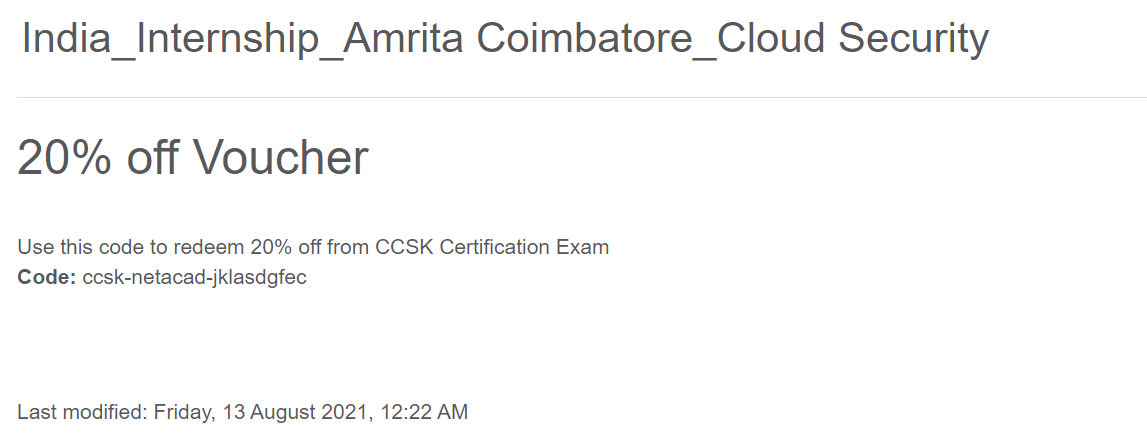 India_Internship_Amrita Coimbatore_Cloud Security
20% off Voucher
Use this code to redeem 20% off from CCSK Certification Exam
Code: ccsk-netacad-jklasdgfec
Last modified: Friday, 13 August 2021, 12:22 AM